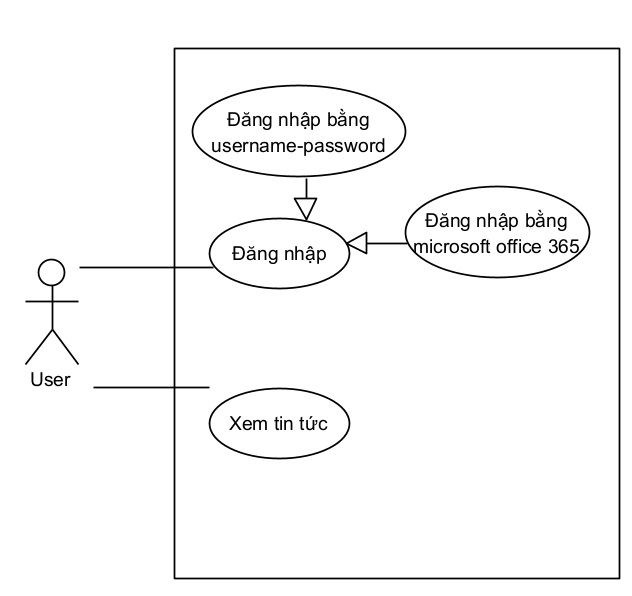 Đăng nhập bằng
username-password
Đăng nhập bằng
microsoft office 365
Đăng nhập
User
Xem tin tức